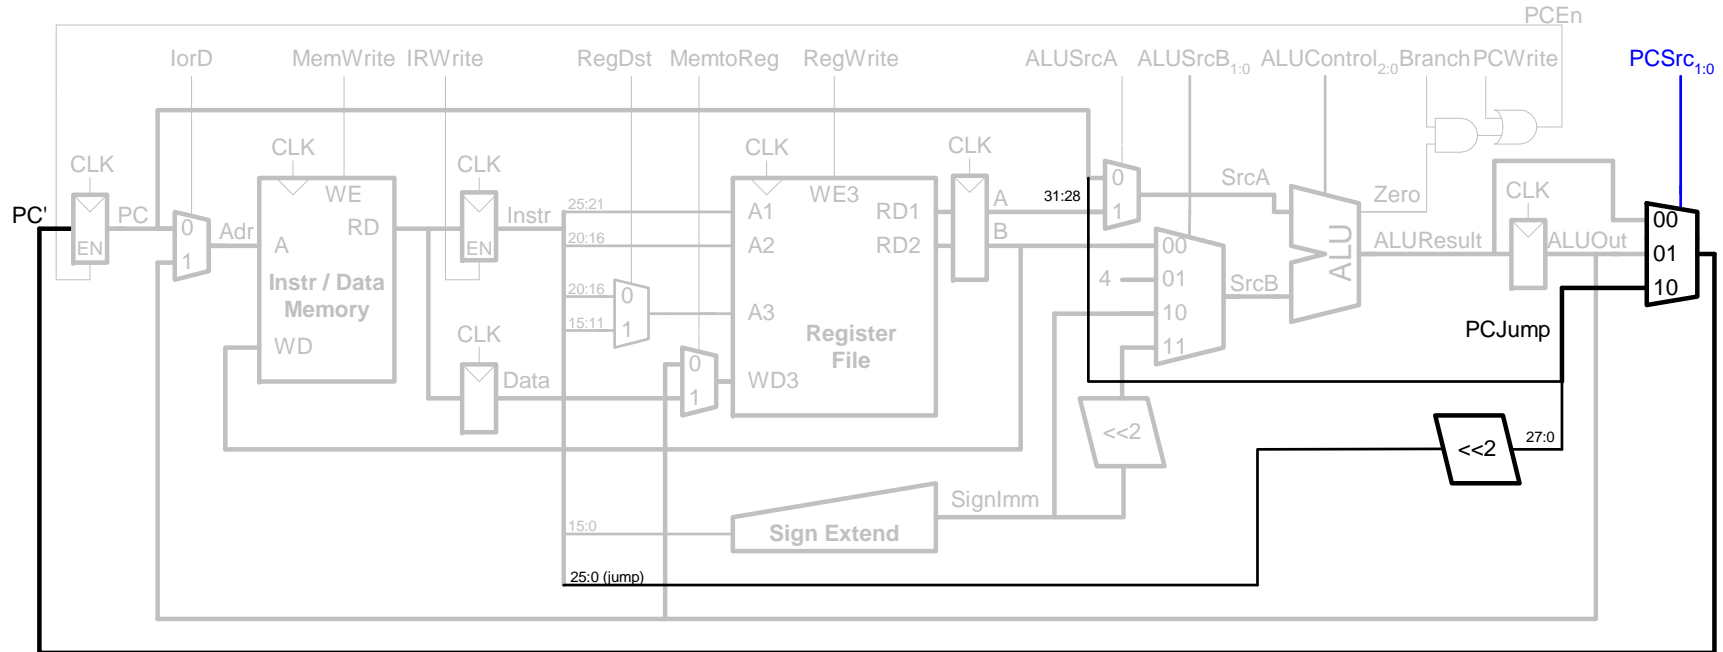 PCEn
IorD MemWrite IRWrite RegDst MemtoReg RegWrite ALUSrcA ALUSrcB1:0 ALUControl2:0 Branch PCWrite PCSrc1:0
CLK CLK CLK CLK CLK
WE WE3
PC' PC EN 0 1 Adr A RD Instr / Data Memory WD
EN Instr
CLK Data
25:21
20:16
20:16
15:11
0 1
0 1
A1 RD1
A2 RD2
A3
Register
File
WD3
A
B
31:28
0
1
SrcA
4
00
01
10
11
SrcB
ALU
Zero
ALUResult
CLK
ALUOut
00
01
10
PCJump
<<2
<<2
27:0
SignImm
15:0
Sign Extend
25:0 (jump)